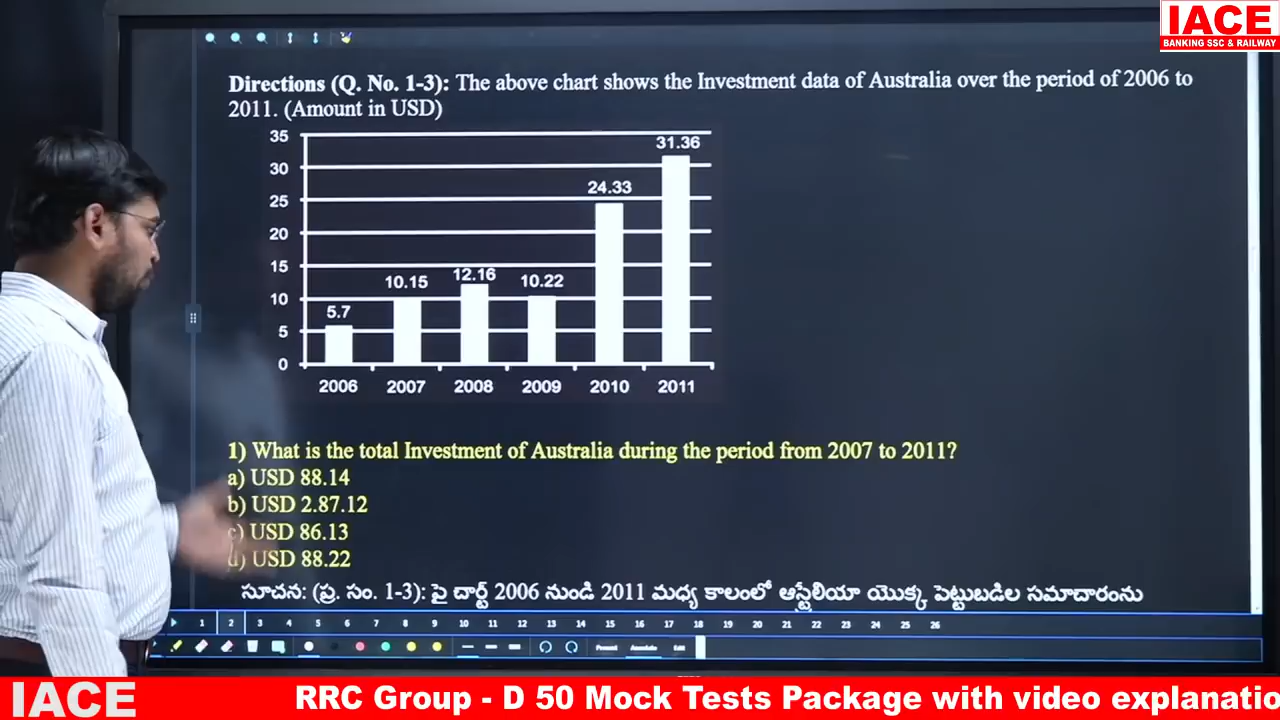 IACE
BANKING SSC & RAILWAY
Directions (Q. No. 1-3): The above chart shows the Investment data of Australia over the period of 2006 to
2011. (Amount in USD)
35
30
25
20
15
10
5
0
5.7
10.15
12.16
10.22
24.33
31.36
2006 2007 2008 2009 2010 2011
1) What is the total Investment of Australia during the period from 2007 to 2011?
a) USD 88.14
b) USD 2.87.12
c) USD 86.13
d) USD 88.22
సూచన: (ప్ర. సం. 1-3): పై చార్ట్ 2006 నుండి 2011 మధ్య కాలంలో ఆస్ట్రేలియా యొక్క పెట్టుబడిల సమాచారంను
1 2 3 4 5 6 7 8 9 10 11 12 13 14 15 16 17 18 19 20 21 22 23 24 25 26
Present Annotate Edit
IACE RRC Group - D 50 Mock Tests Package with video explanatio